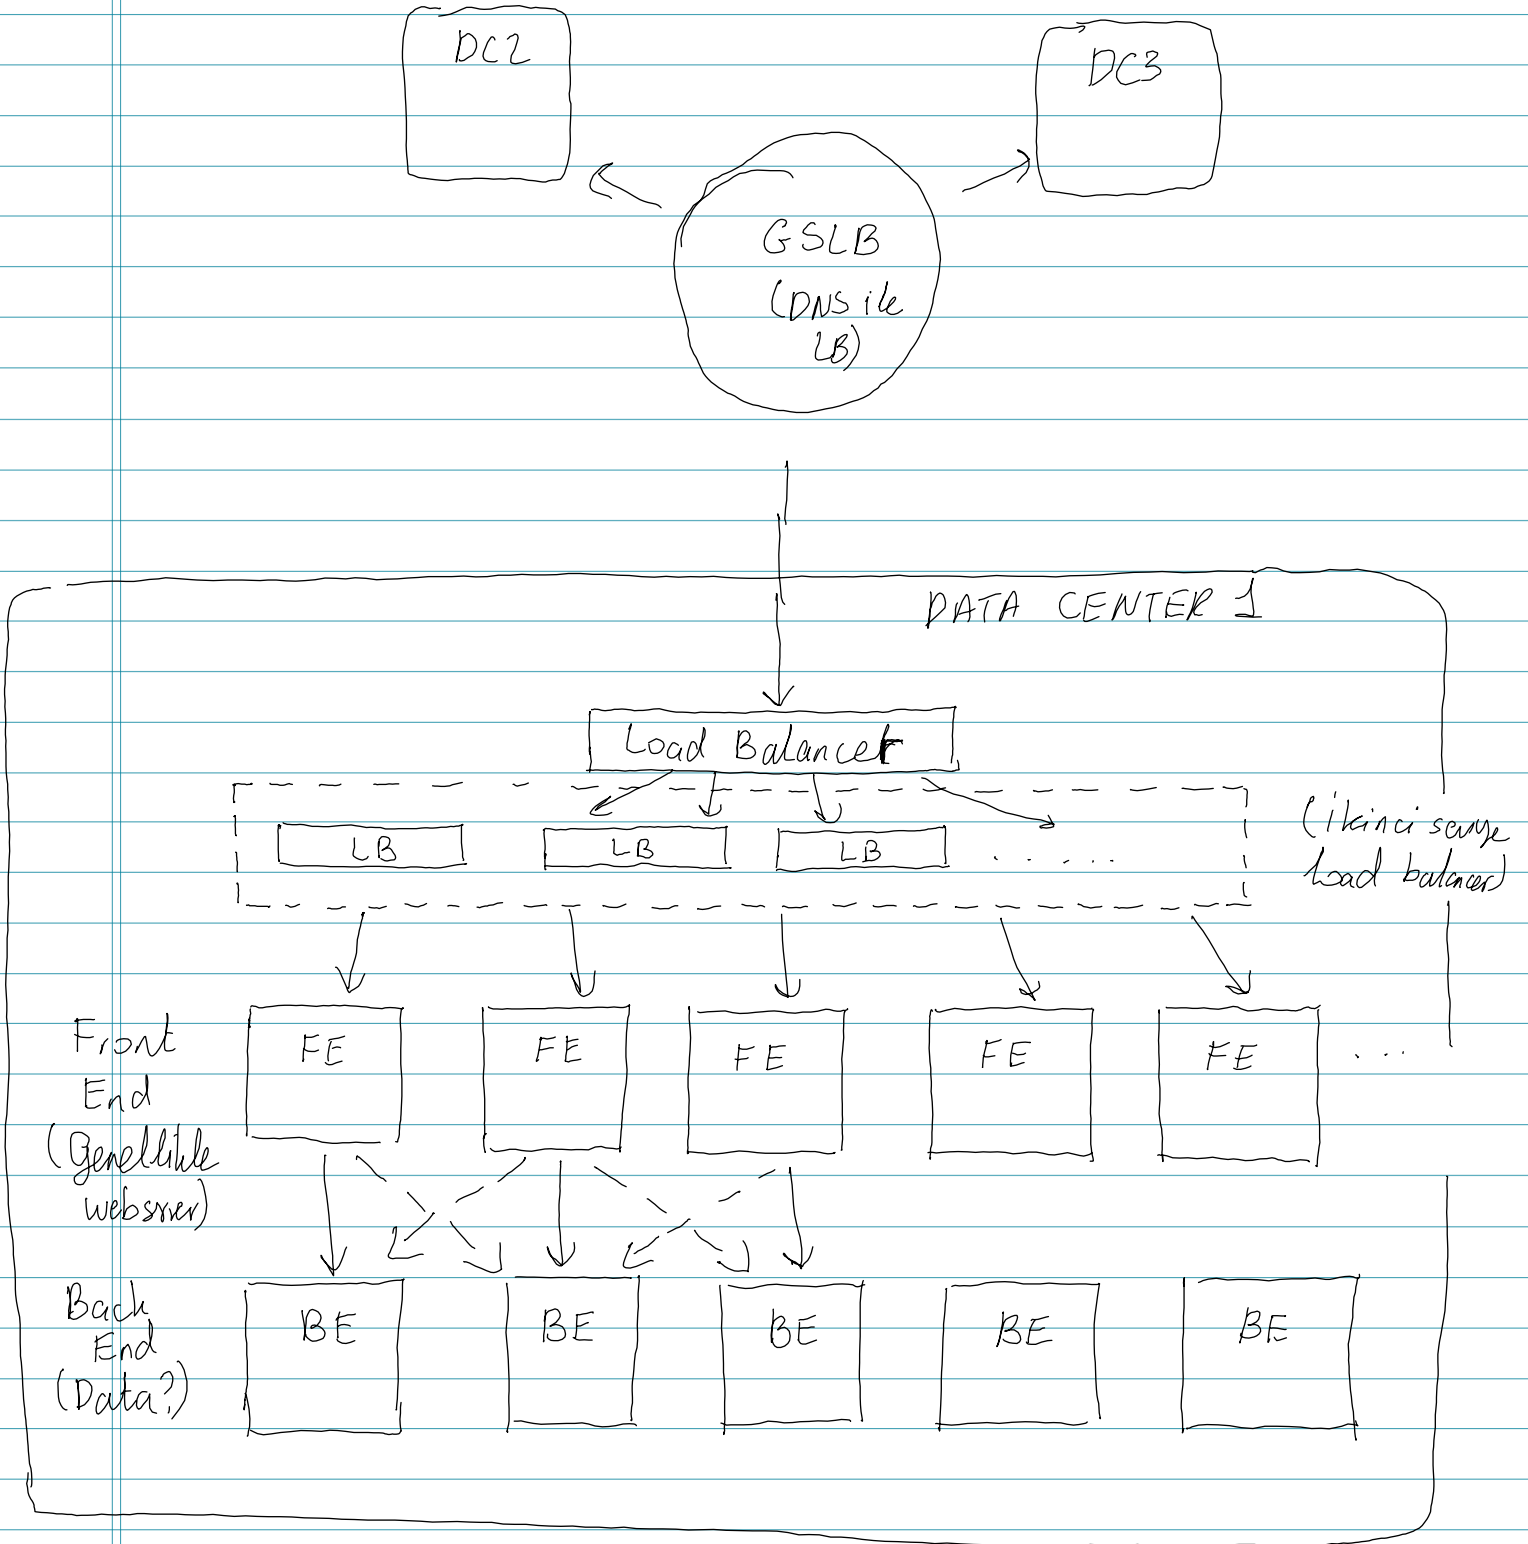 DC2
DC3
GSLB
(DNS ile
LB)
DATA CENTER 1
Load Balancer
LB
LB
LB
. . . . . .
(ikinci seviye
load balancer)
Front
End
(Genellikle
FE
FE
FE
FE
FE
...
Back
End
(Data?)
BE
BE
BE
BE
BE